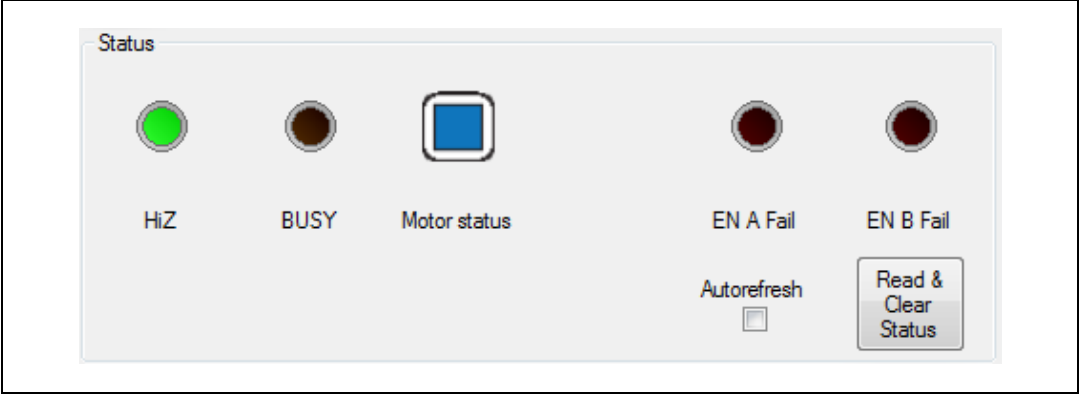 Status
HiZ
BUSY
Motor status
EN A Fail
EN B Fail
Autorefresh
Read &
Clear
Status